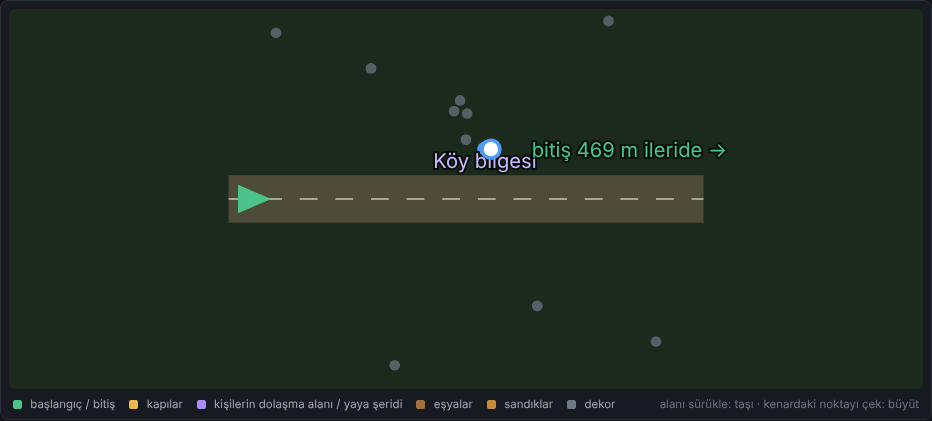 bitiş 469 m ileride →
Köy bilgesi
başlangıç / bitiş
kapılar
kişilerin dolaşma alanı / yaya şeridi
eşyalar
sandıklar
dekor
alanı sürükle: taşı · kenardaki noktayı çek: büyüt